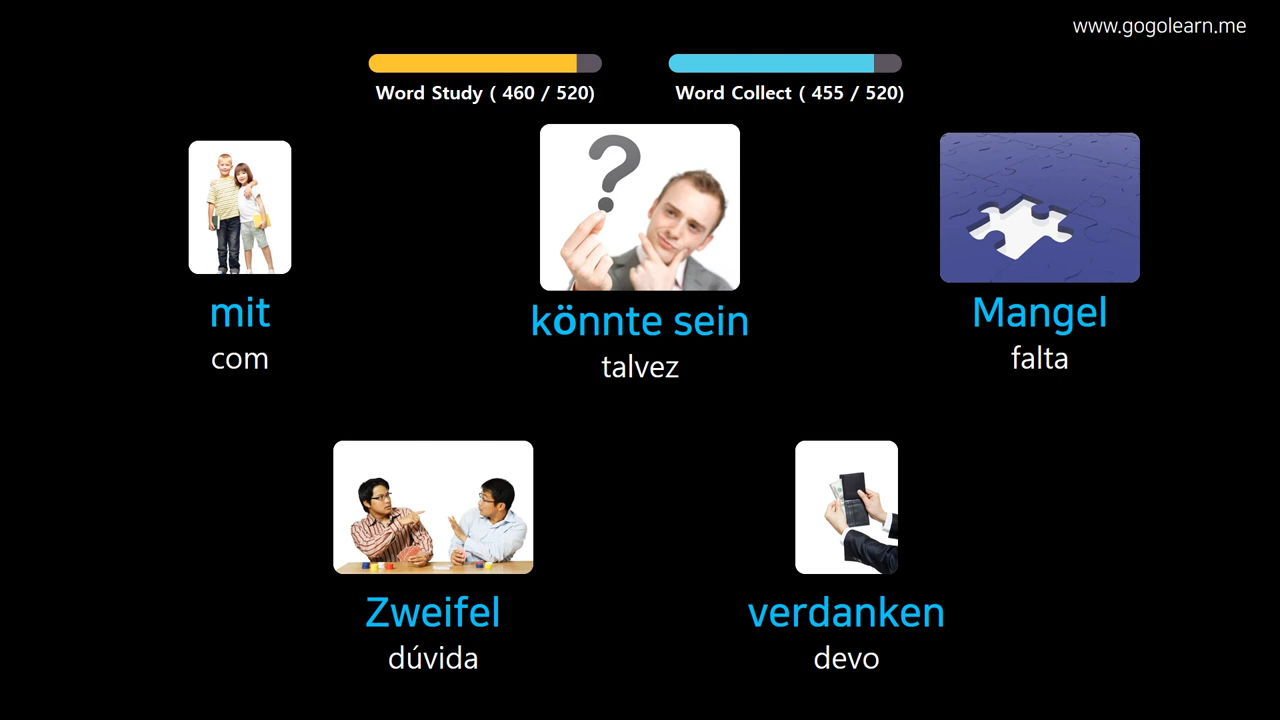 www.gogolearn.me
Word Study ( 460 / 520)
Word Collect ( 455 / 520)
mit
com
könnte sein
talvez
Mangel
falta
Zweifel
dúvida
verdanken
devo